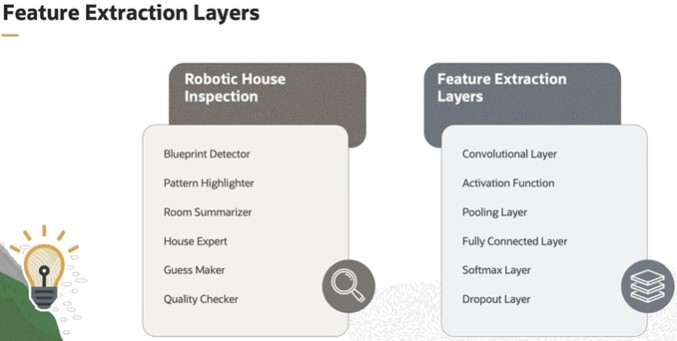 Feature Extraction Layers
Robotic House
Inspection
Blueprint Detector
Pattern Highlighter
Room Summarizer
House Expert
Guess Maker
Quality Checker
Feature Extraction
Layers
Convolutional Layer
Activation Function
Pooling Layer
Fully Connected Layer
Softmax Layer
Dropout Layer